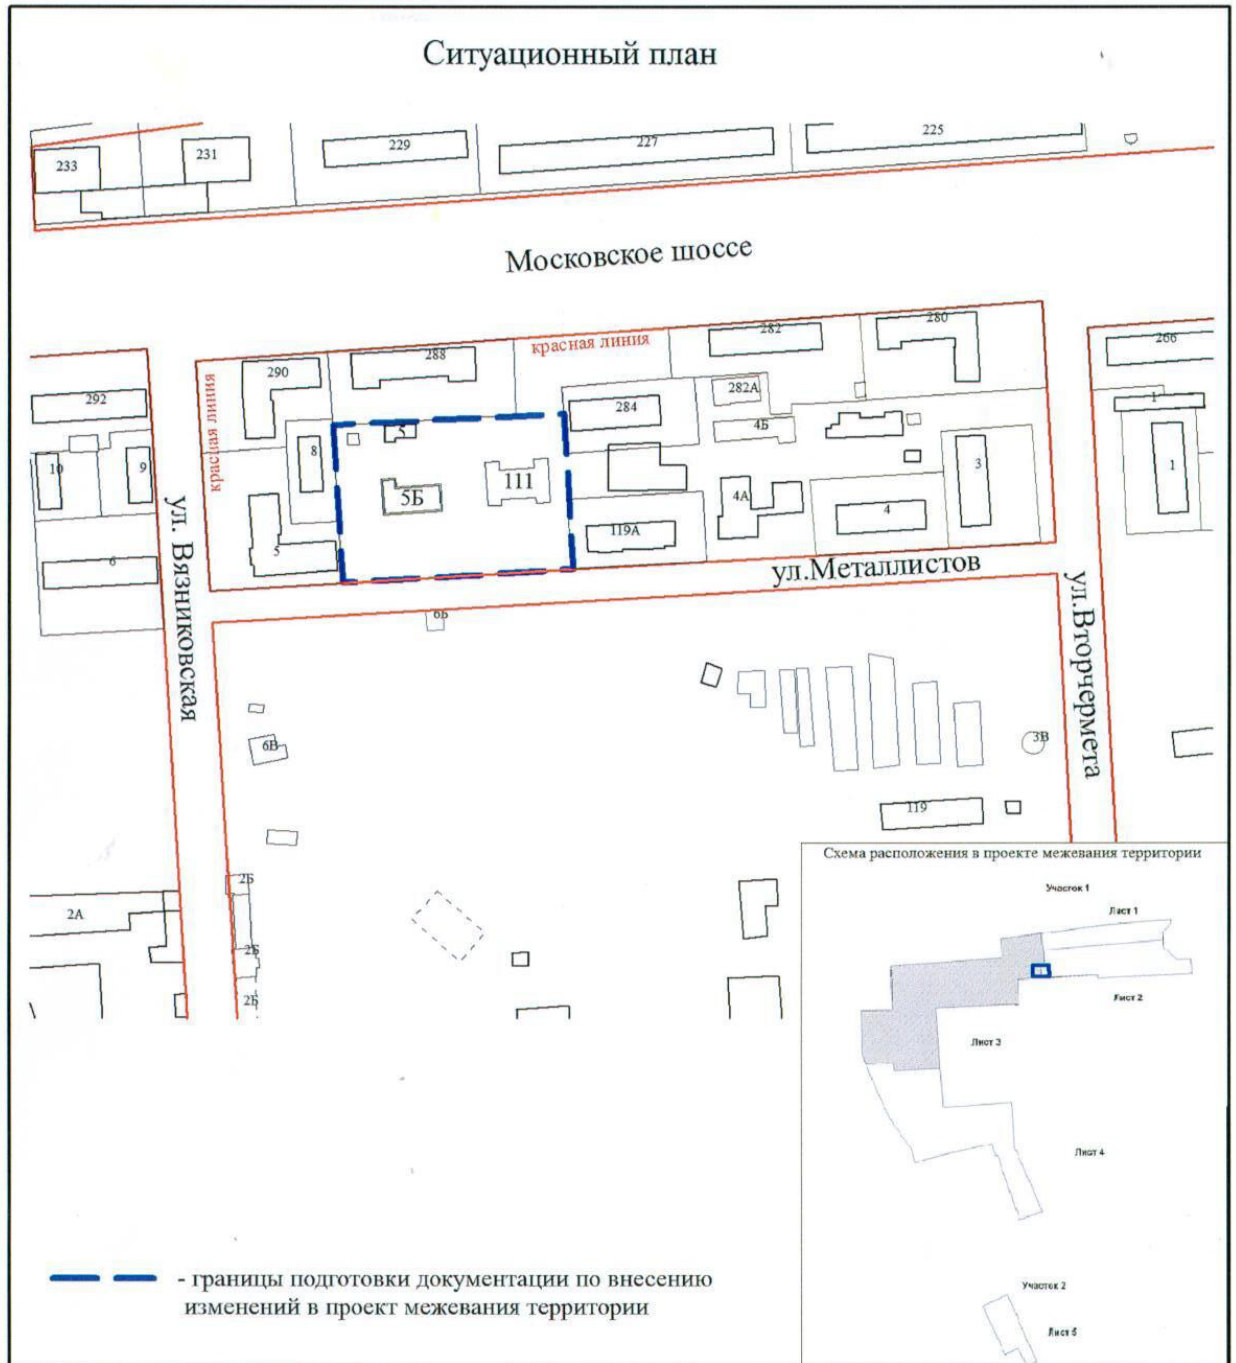 Ситуационный план
225
227
229
231
233
Московское шоссе
280
282
266
красная линия
288
290
282А
292
красная линия
284
1
5
4Б
8
10
9
3
1
111
5Б
4А
4
119А
5
6
ул.Металлистов
ул. Вязниковская
ул.Вторчермета
6Б
3В
6В
119
Схема расположения в проекте межевания территории
2Б
Участок 1
2А
Лист 1
2Б
Лист 2
2Б
Лист 3
Лист 4
- границы подготовки документации по внесению
изменений в проект межевания территории
Участок 2
Лист 5